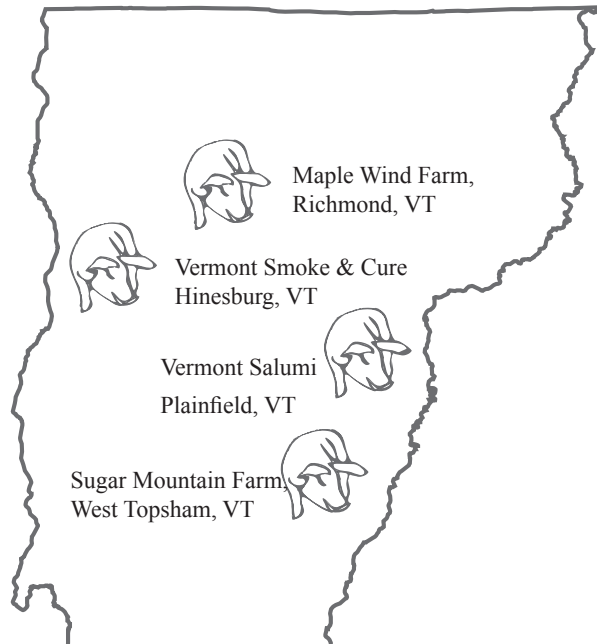 Maple Wind Farm,
Richmond, VT
Vermont Smoke & Cure
Hinesburg, VT
Vermont Salumi
Plainfield, VT
Sugar Mountain Farm,
West Topsham, VT